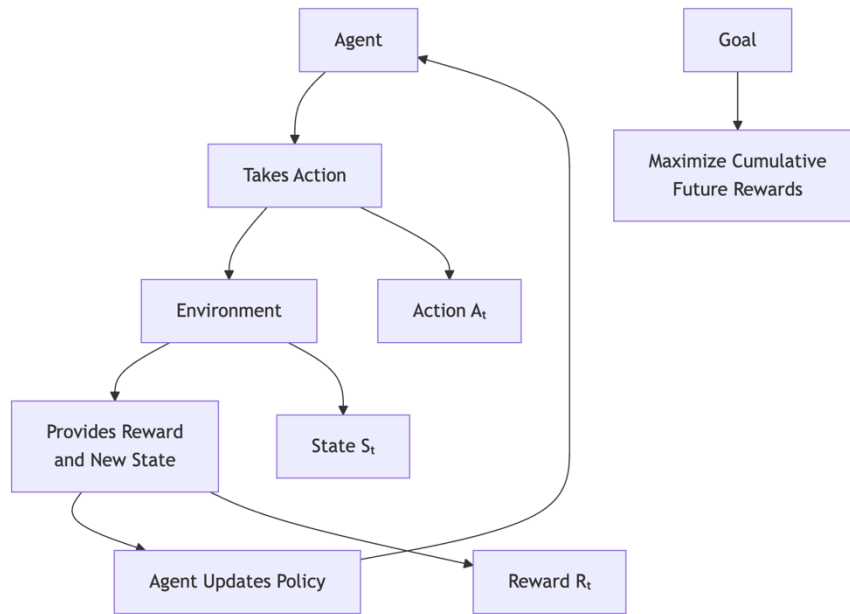 Agent
Goal
Takes Action
Maximize Cumulative
Future Rewards
Environment
Action Aₜ
Provides Reward
and New State
State Sₜ
Agent Updates Policy
Reward Rₜ